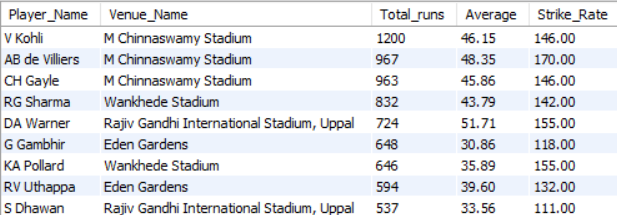 Player_Name Venue_Name Total_runs Average Strike_Rate
V Kohli M Chinnaswamy Stadium 1200 46.15 146.00
AB de Villiers M Chinnaswamy Stadium 967 48.35 170.00
CH Gayle M Chinnaswamy Stadium 963 45.86 146.00
RG Sharma Wankhede Stadium 832 43.79 142.00
DA Warner Rajiv Gandhi International Stadium, Uppal 724 51.71 155.00
G Gambhir Eden Gardens 648 30.86 118.00
KA Pollard Wankhede Stadium 646 35.89 155.00
RV Uthappa Eden Gardens 594 39.60 132.00
S Dhawan Rajiv Gandhi International Stadium, Uppal 537 33.56 111.00